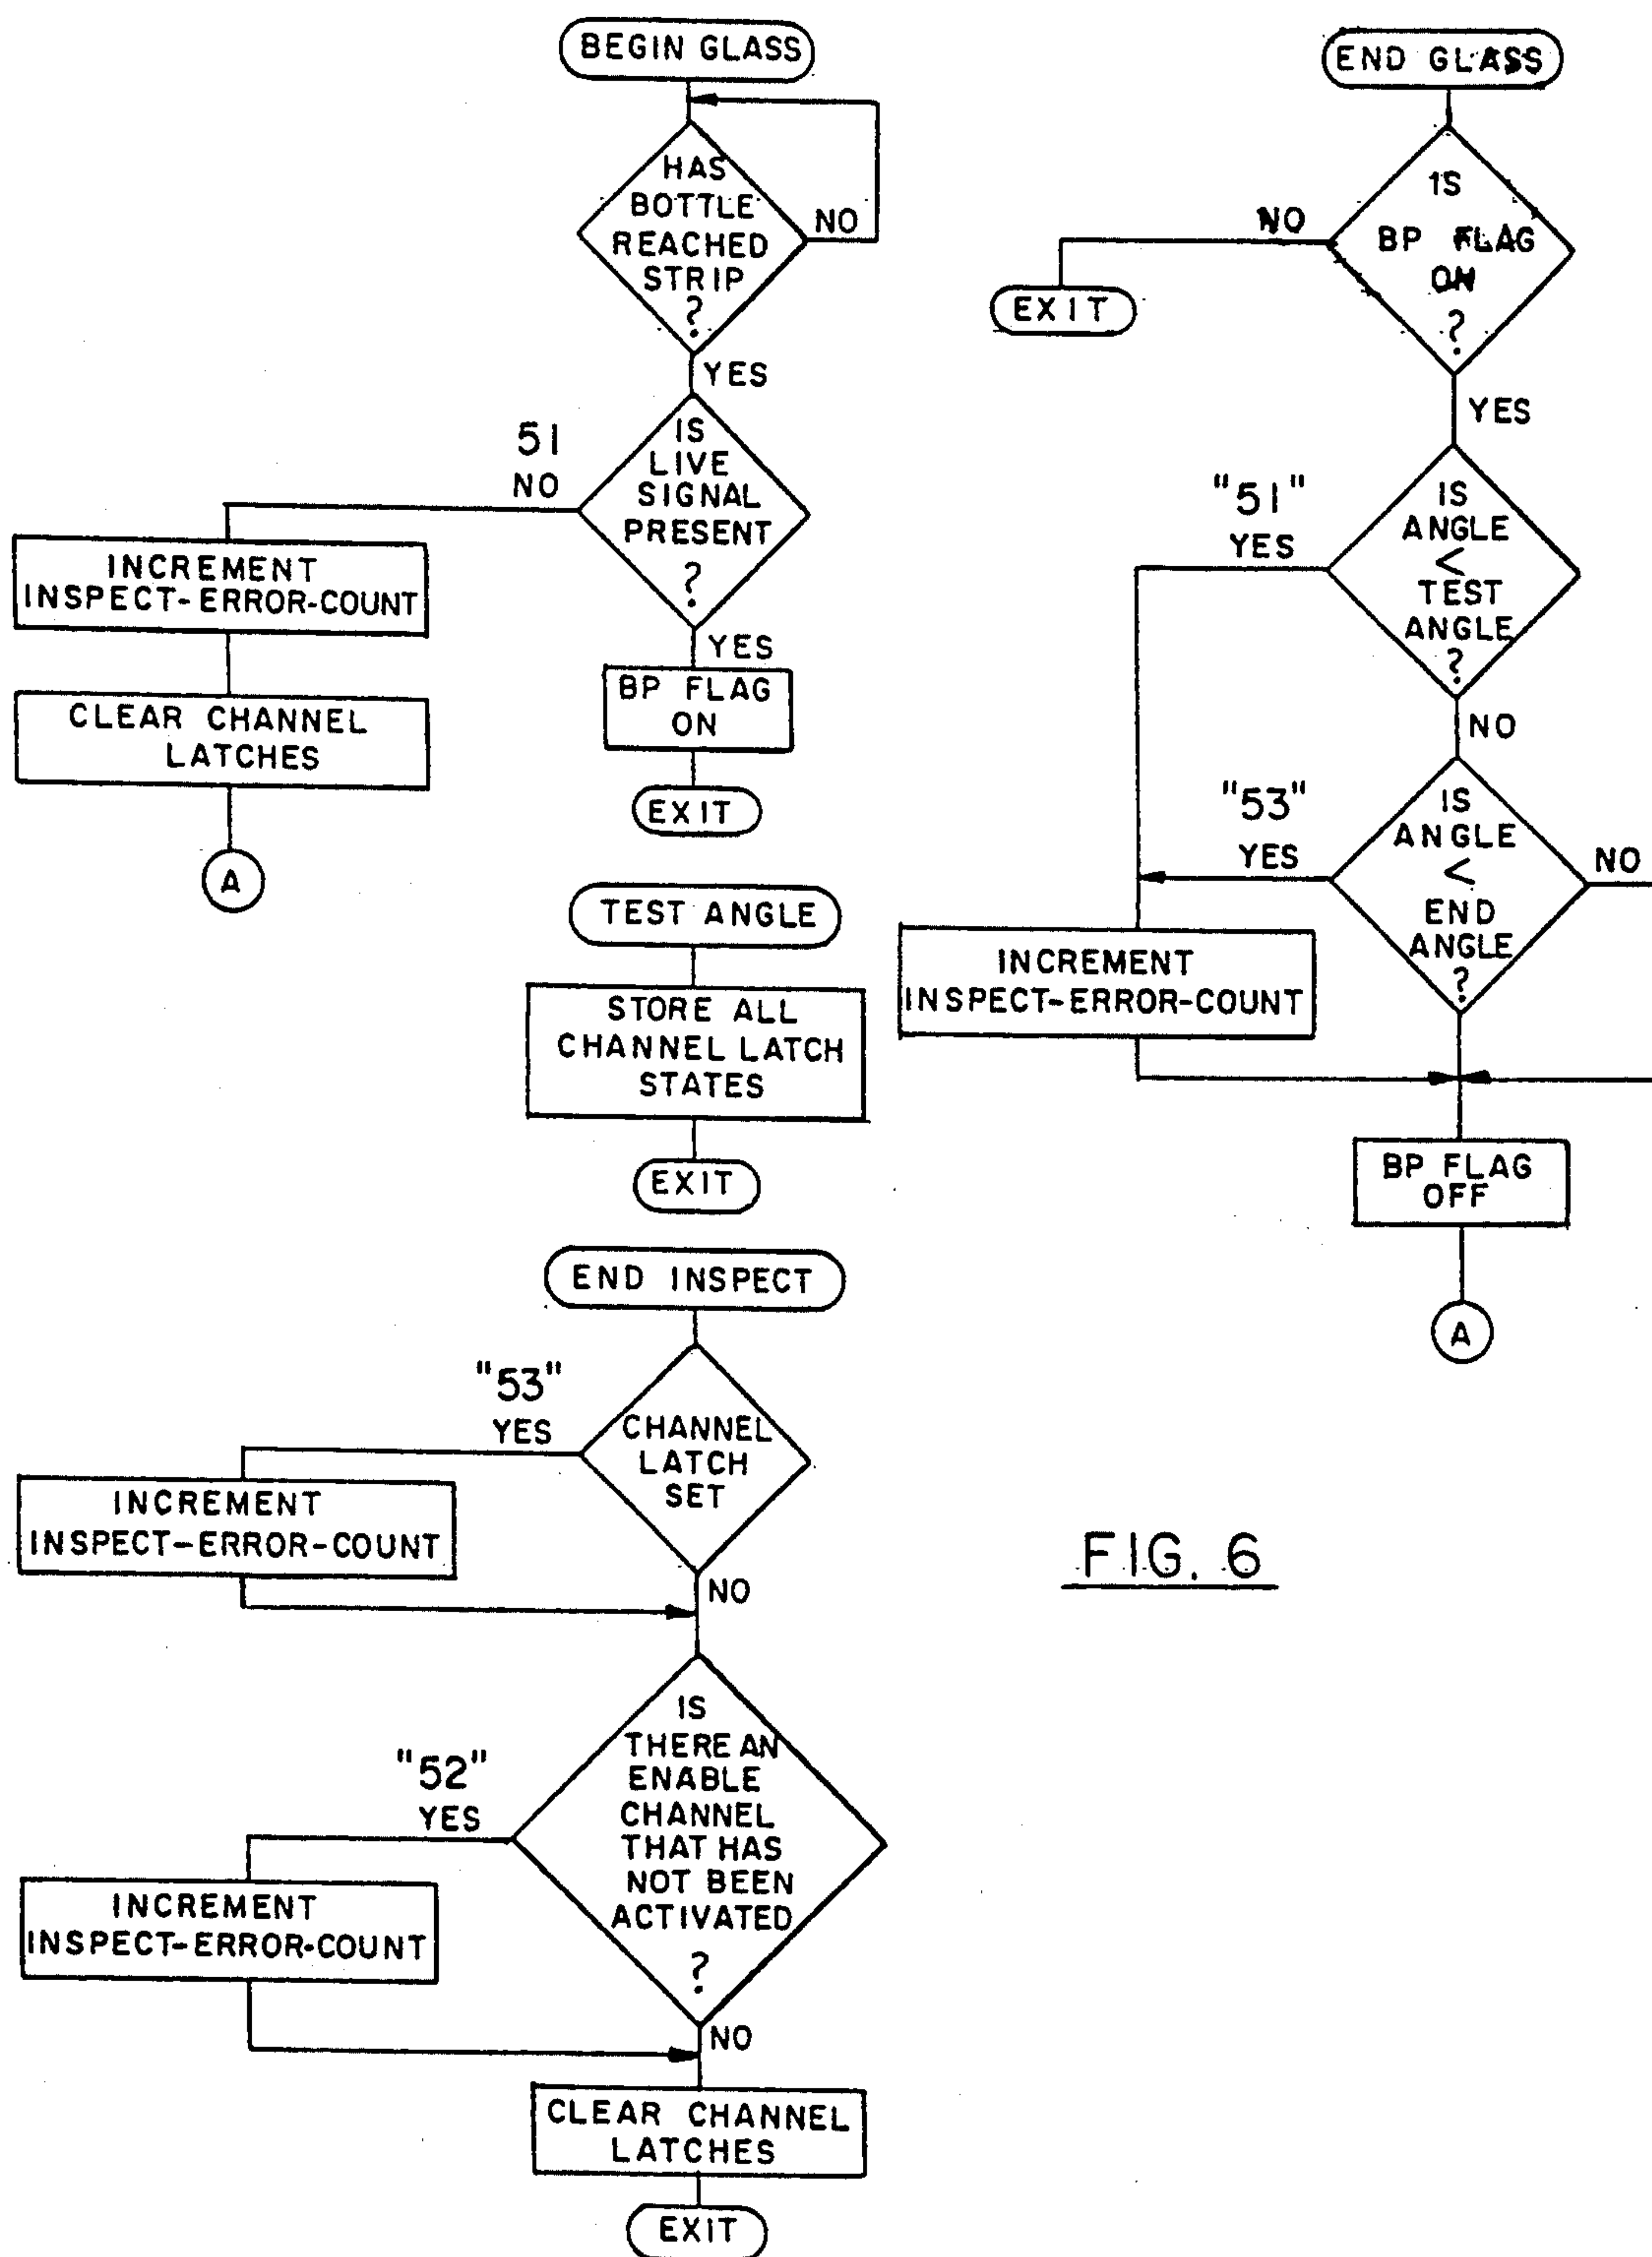 BEGIN GLASS
HAS
BOTTLE
REACHED
STRIP
?
NO
YES
51
NO
IS
LIVE
SIGNAL
PRESENT
?
INCREMENT
INSPECT-ERROR-COUNT
CLEAR CHANNEL
LATCHES
A
YES
BP FLAG
ON
EXIT
TEST ANGLE
STORE ALL
CHANNEL LATCH
STATES
EXIT
END INSPECT
"53"
YES
CHANNEL
LATCH
SET
INCREMENT
INSPECT-ERROR-COUNT
NO
IS
THERE AN
ENABLE
CHANNEL
THAT HAS
NOT BEEN
ACTIVATED
?
"52"
YES
INCREMENT
INSPECT-ERROR-COUNT
NO
CLEAR CHANNEL
LATCHES
EXIT
END GLASS
IS
BP FLAG
ON
?
NO
EXIT
YES
"51"
YES
IS
ANGLE
<
TEST
ANGLE
?
NO
"53"
YES
IS
ANGLE
<
END
ANGLE
?
NO
INCREMENT
INSPECT-ERROR-COUNT
BP FLAG
OFF
A
FIG. 6